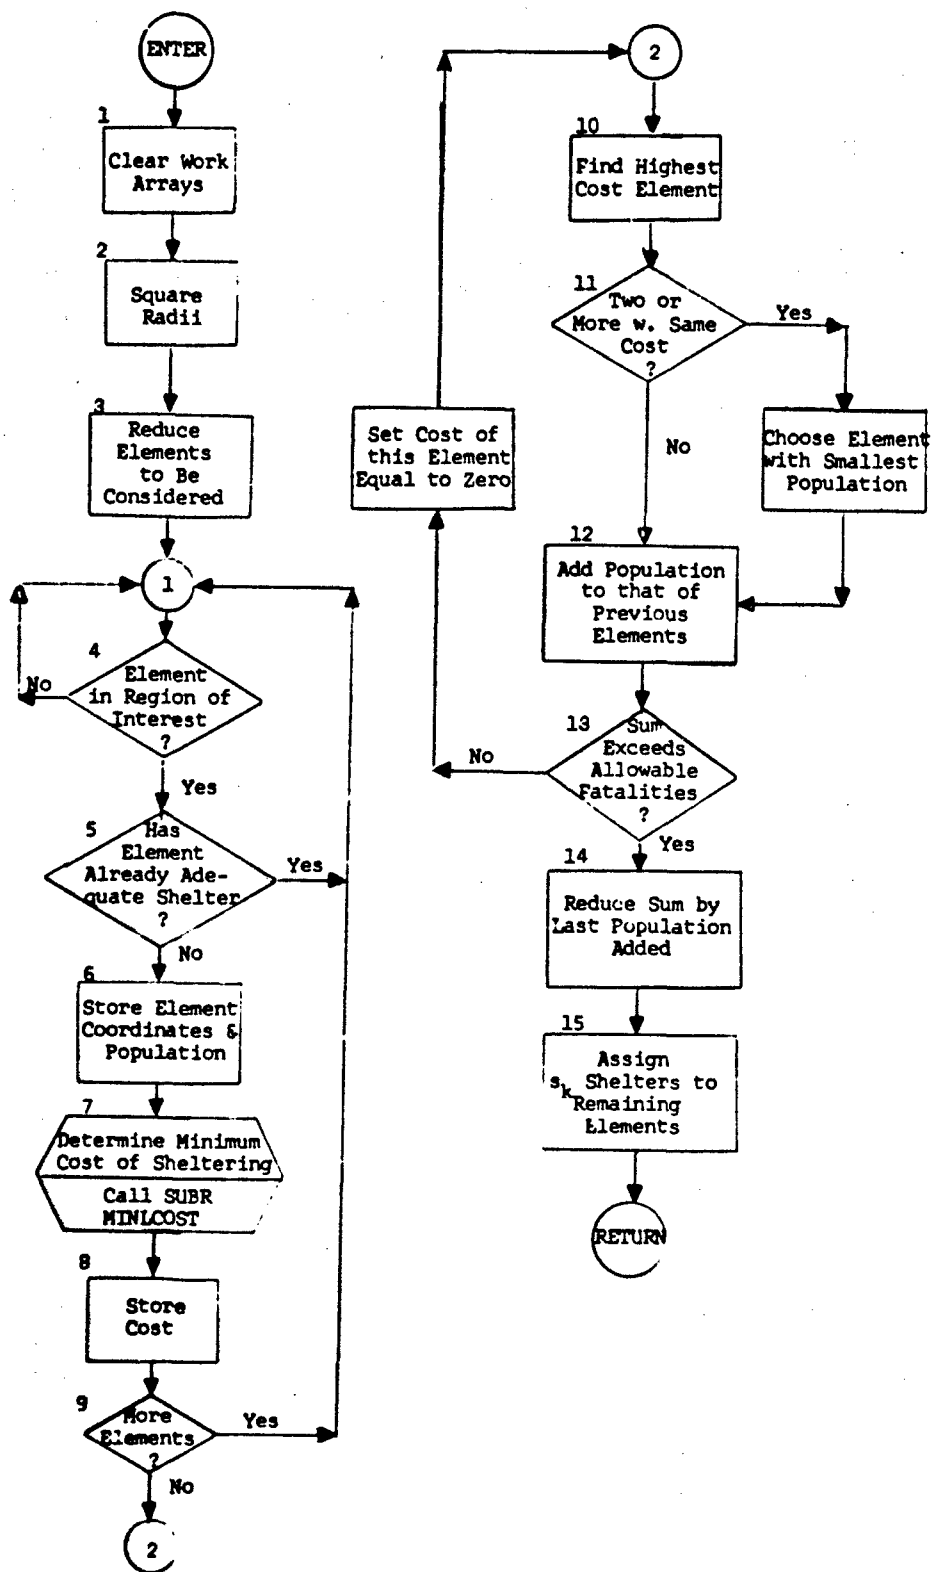 ENTER
1
Clear Work
Arrays
2
Square
Radii
3
Reduce
Elements
to Be
Considered
1
4
Element
in Region of
Interest
?
No
Yes
5
Has
Element
Already Ade-
quate Shelter
?
Yes
No
6
Store Element
Coordinates &
Population
7
Determine Minimum
Cost of Sheltering
Call SUBR
MINLCOST
8
Store
Cost
9
More
Elements
?
Yes
No
2
2
10
Find Highest
Cost Element
11
Two or
More w. Same
Cost
?
Yes
No
Choose Element
with Smallest
Population
Set Cost of
this Element
Equal to Zero
12
Add Population
to that of
Previous
Elements
13
Sum
Exceeds
Allowable
Fatalities
?
No
Yes
14
Reduce Sum by
Last Population
Added
15
Assign
sk Shelters to
Remaining
Elements
RETURN